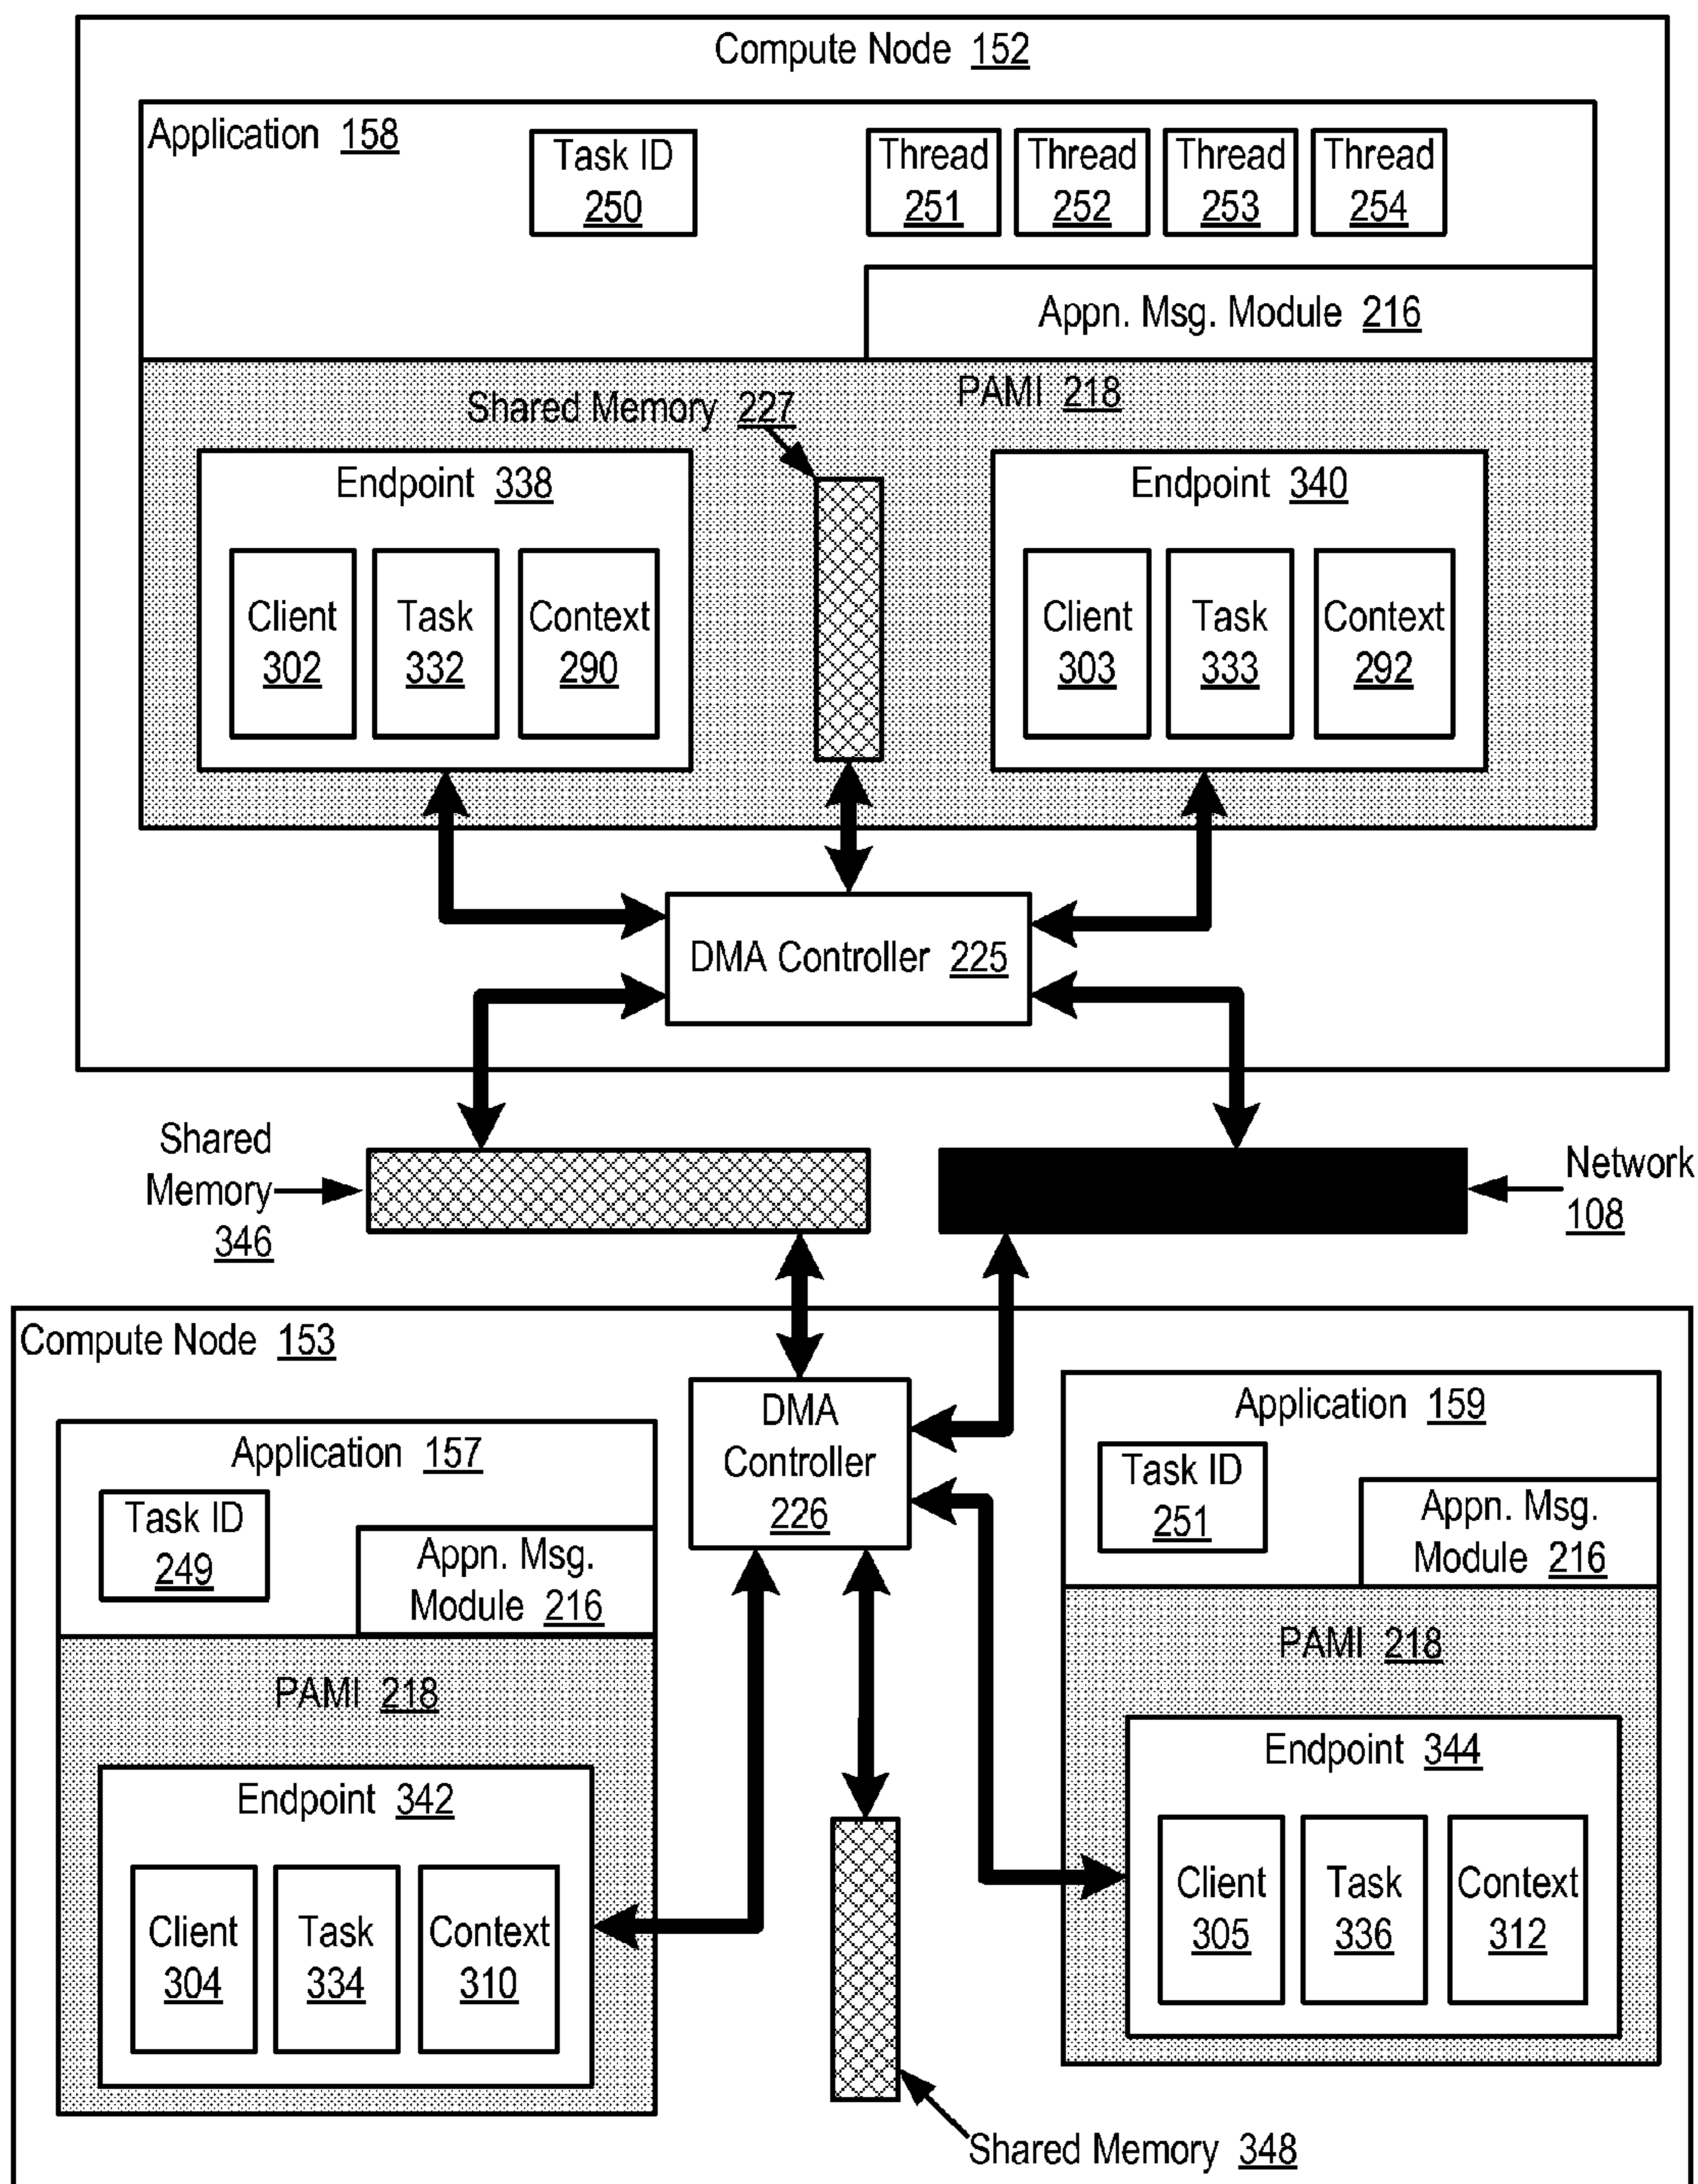 Compute Node 152
Application 158
Task ID
250
Thread
251
Thread
252
Thread
253
Thread
254
Appn. Msg. Module 216
PAMI 218
Shared Memory 227
Endpoint 338
Client
302
Task
332
Context
290
Endpoint 340
Client
303
Task
333
Context
292
DMA Controller 225
Shared
Memory
346
Network
108
Compute Node 153
DMA
Controller
226
Application 157
Task ID
249
Appn. Msg.
Module 216
PAMI 218
Endpoint 342
Client
304
Task
334
Context
310
Application 159
Task ID
251
Appn. Msg.
Module 216
PAMI 218
Endpoint 344
Client
305
Task
336
Context
312
Shared Memory 348